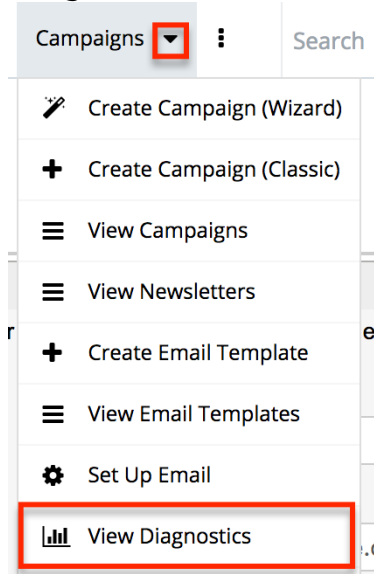 Campaigns
Search
Create Campaign (Wizard)
Create Campaign (Classic)
View Campaigns
View Newsletters
Create Email Template
View Email Templates
Set Up Email
View Diagnostics